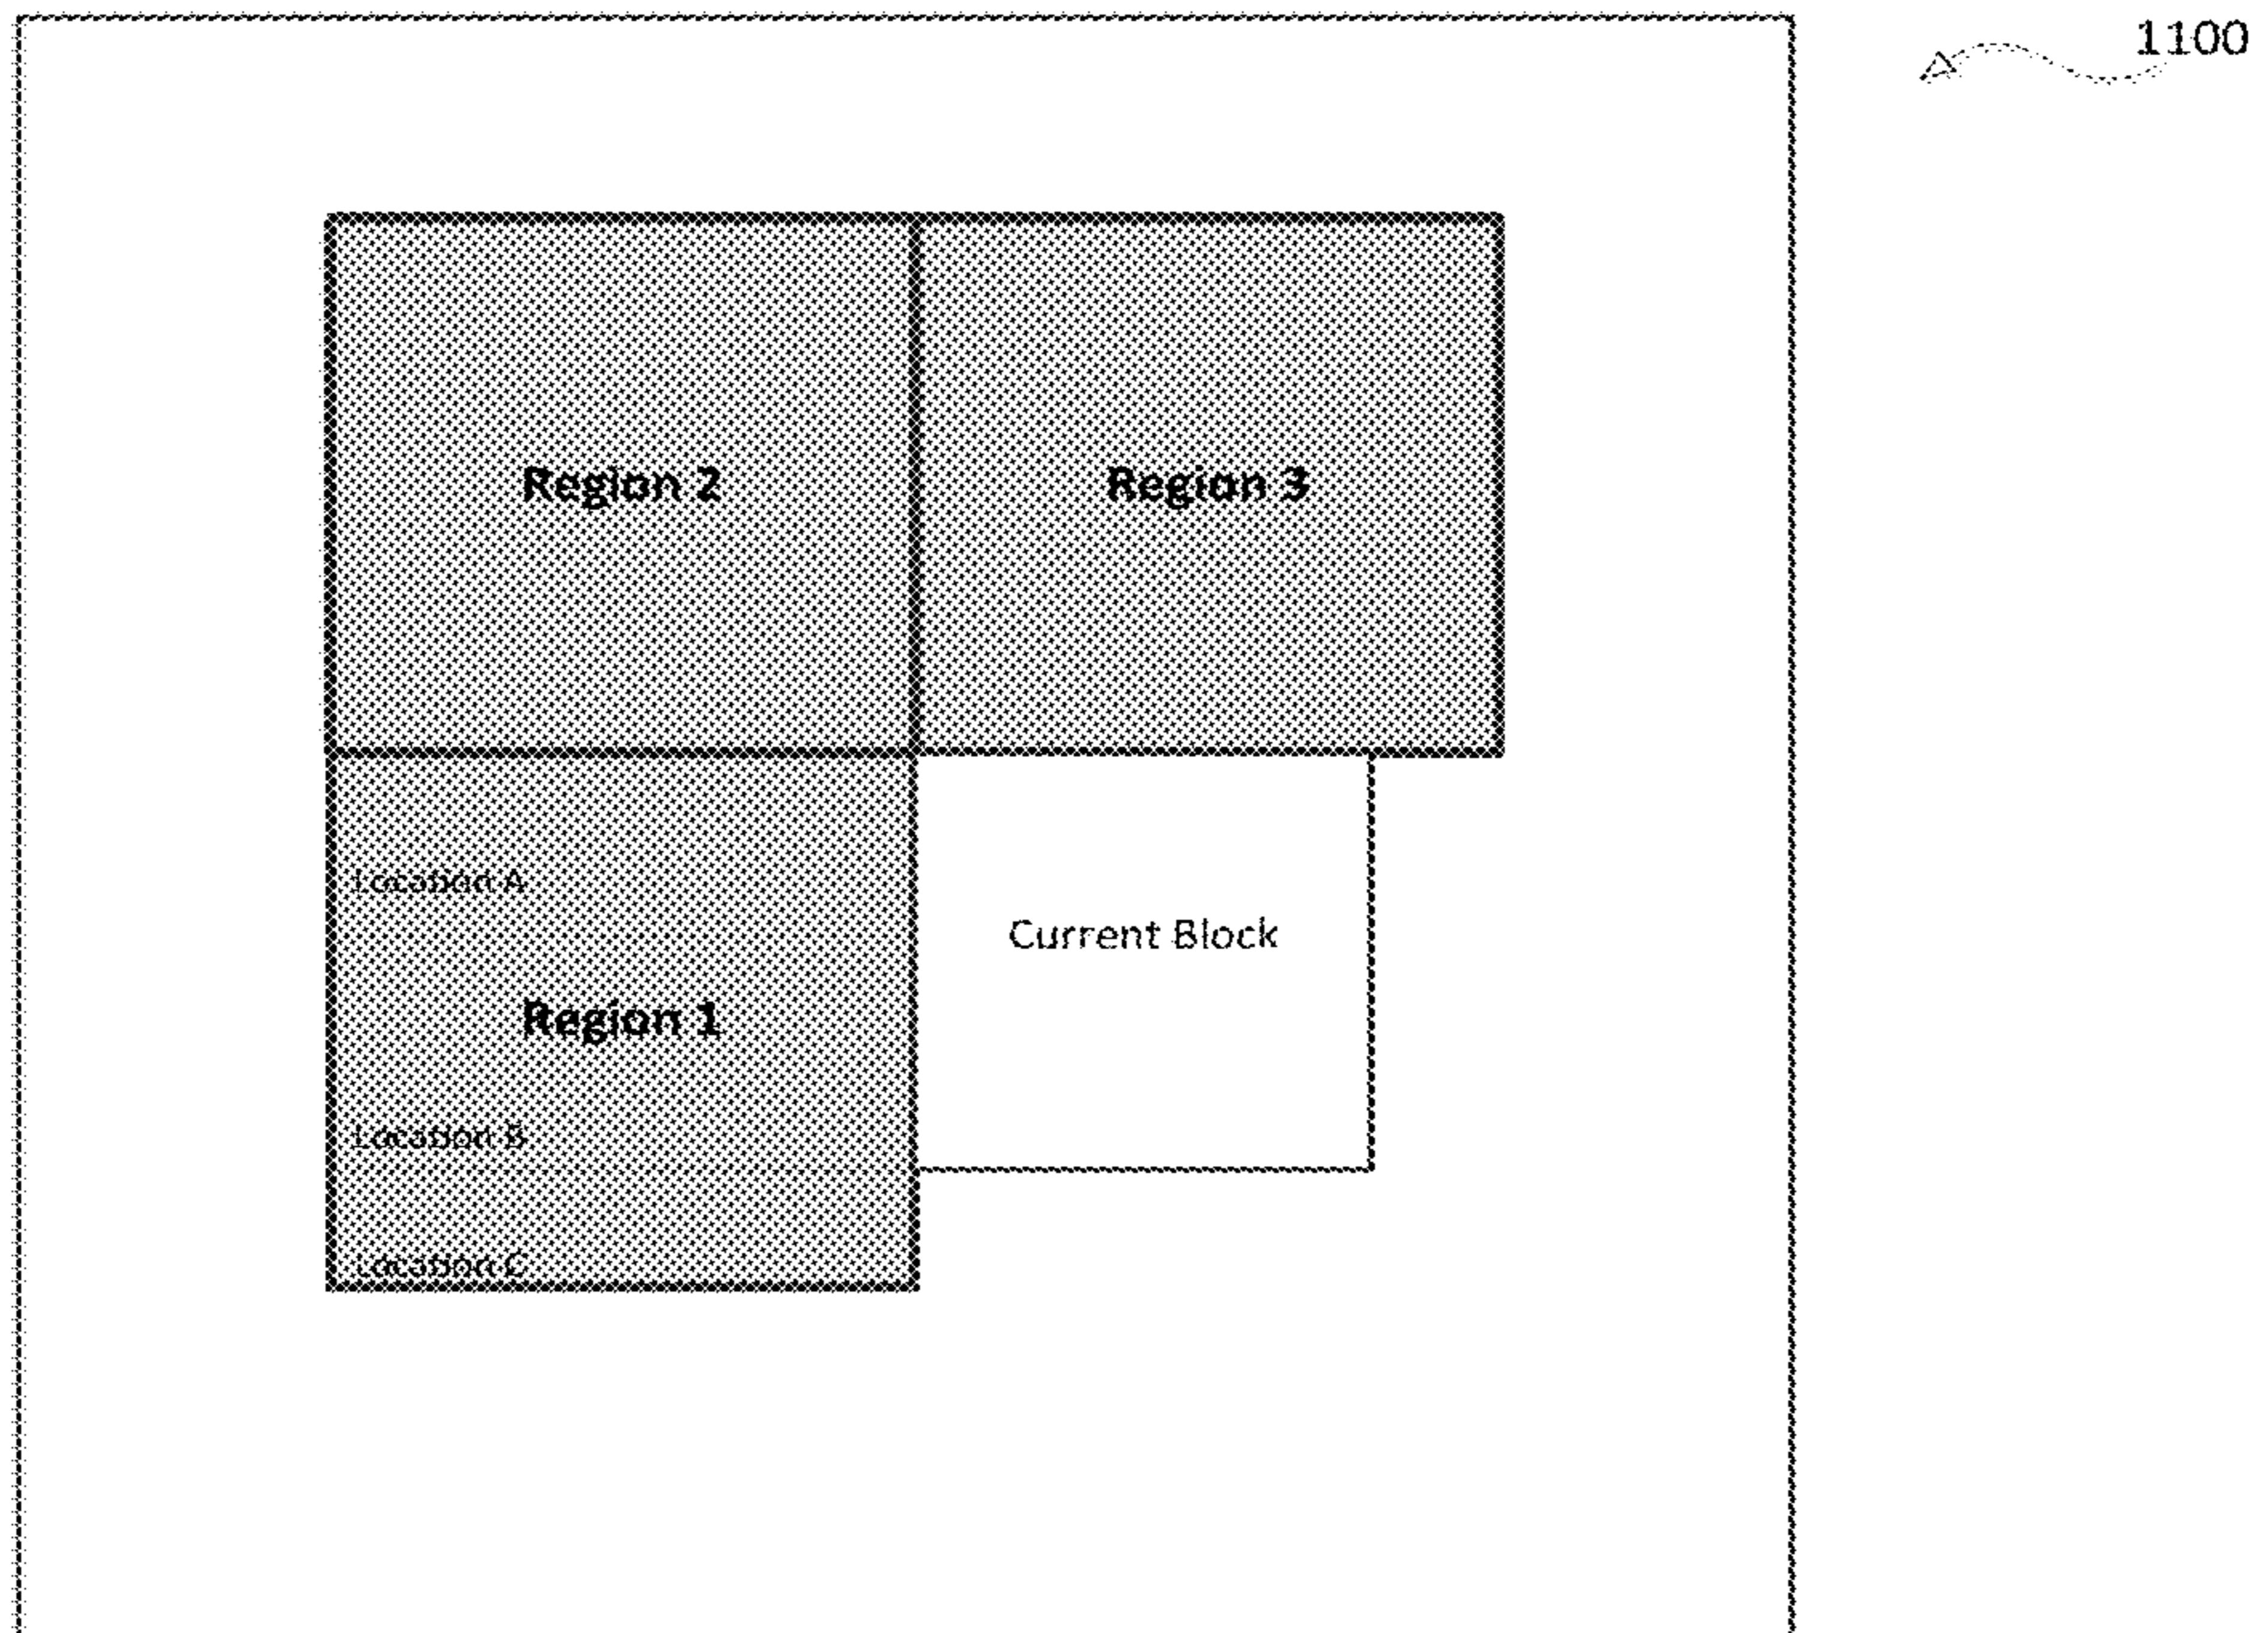 1100
Region 2
Region 3
Location A
Current Block
Region 1
Location B
Location C